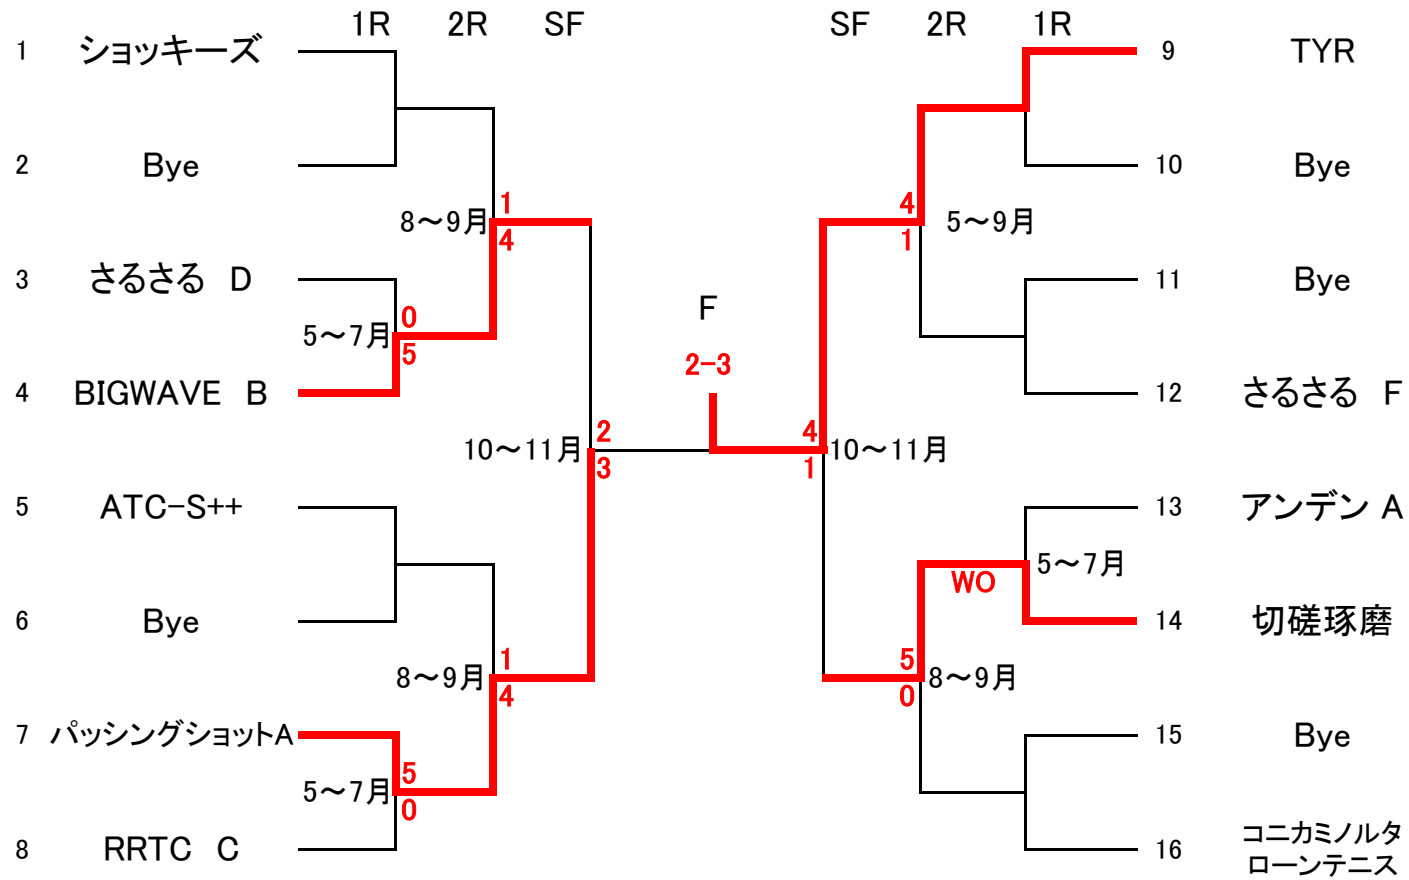 1R 2R SF SF 2R 1R
1 ショッキーズ
9 TYR
2 Bye
10 Bye
1
8～9月
4
4
5～9月
1
3 さるさる D
11 Bye
0
5～7月
5
F
2-3
4 BIGWAVE B
12 さるさる F
2
10～11月
3
4
10～11月
1
5 ATC-S++
13 アンデン A
5～7月
WO
6 Bye
14 切磋琢磨
1
8～9月
4
5
8～9月
0
7 パッシングショットA
15 Bye
5
5～7月
0
8 RRTC C
16 コニカミノルタ
ローンテニス